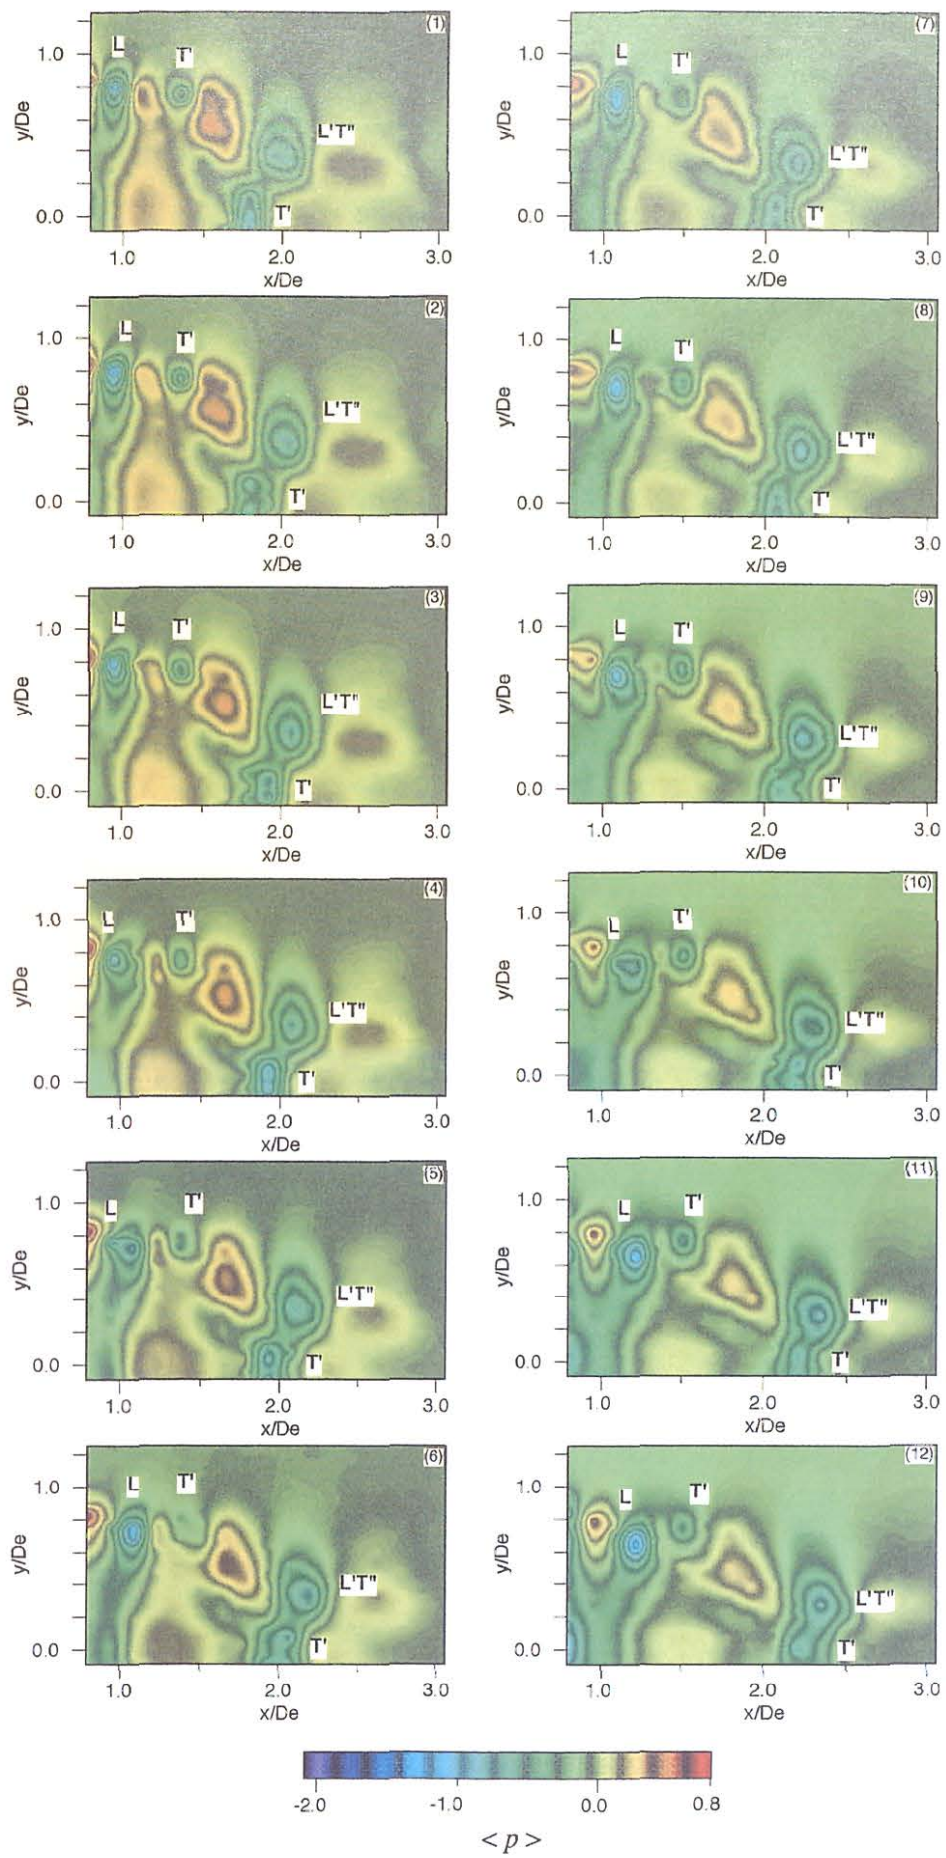 (1)
L
T'
1.0
y/De
L'T"
0.0
T'
1.0
2.0
3.0
x/De
(7)
L
T'
1.0
y/De
L'T"
0.0
T'
1.0
2.0
3.0
x/De
(2)
L
T'
1.0
y/De
L'T"
0.0
T'
1.0
2.0
3.0
x/De
(8)
L
T'
1.0
y/De
L'T"
0.0
T'
1.0
2.0
3.0
x/De
(3)
L
T'
1.0
y/De
L'T"
0.0
T'
1.0
2.0
3.0
x/De
(9)
L
T'
1.0
y/De
L'T"
0.0
T'
1.0
2.0
3.0
x/De
(4)
L
T'
1.0
y/De
L'T"
0.0
T'
1.0
2.0
3.0
x/De
(10)
L
T'
1.0
y/De
L'T"
0.0
T'
1.0
2.0
3.0
x/De
(5)
L
T'
1.0
y/De
L'T"
0.0
T'
1.0
2.0
3.0
x/De
(11)
L
T'
1.0
y/De
L'T"
0.0
T'
1.0
2.0
3.0
x/De
(6)
L
T'
1.0
y/De
L'T"
0.0
T'
1.0
2.0
3.0
x/De
(12)
L
T'
1.0
y/De
L'T"
0.0
T'
1.0
2.0
3.0
x/De
-2.0
-1.0
0.0
0.8
< p >